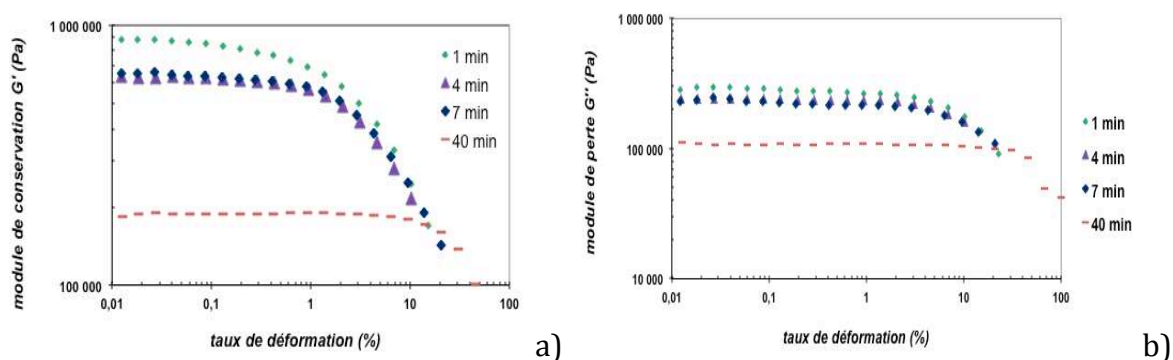 module de conservation G' (Pa)
1 000 000
100 000
0,01 0,1 1 10 100
taux de déformation (%)
1 min
4 min
7 min
40 min
a)
module de perte G'' (Pa)
1 000 000
100 000
10 000
0,01 0,1 1 10 100
taux de déformation (%)
1 min
4 min
7 min
40 min
b)